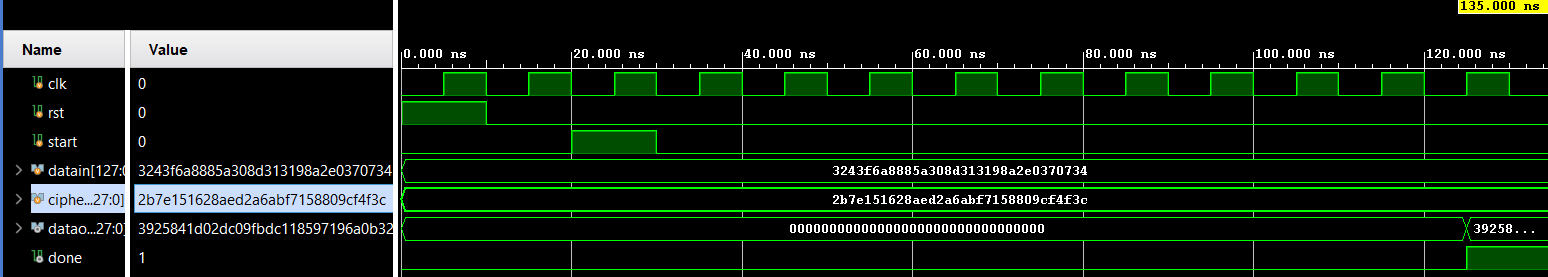 135.000 ns
Name Value
0.000 ns 20.000 ns 40.000 ns 60.000 ns 80.000 ns 100.000 ns 120.000 ns
clk 0
rst 0
start 0
datain[127:0 3243f6a8885a308d313198a2e0370734 3243f6a8885a308d313198a2e0370734
ciphe...27:0] 2b7e151628aed2a6abf7158809cf4f3c 2b7e151628aed2a6abf7158809cf4f3c
datao...27:0] 3925841d02dc09fbdc118597196a0b32 00000000000000000000000000000000 39258...
done 1